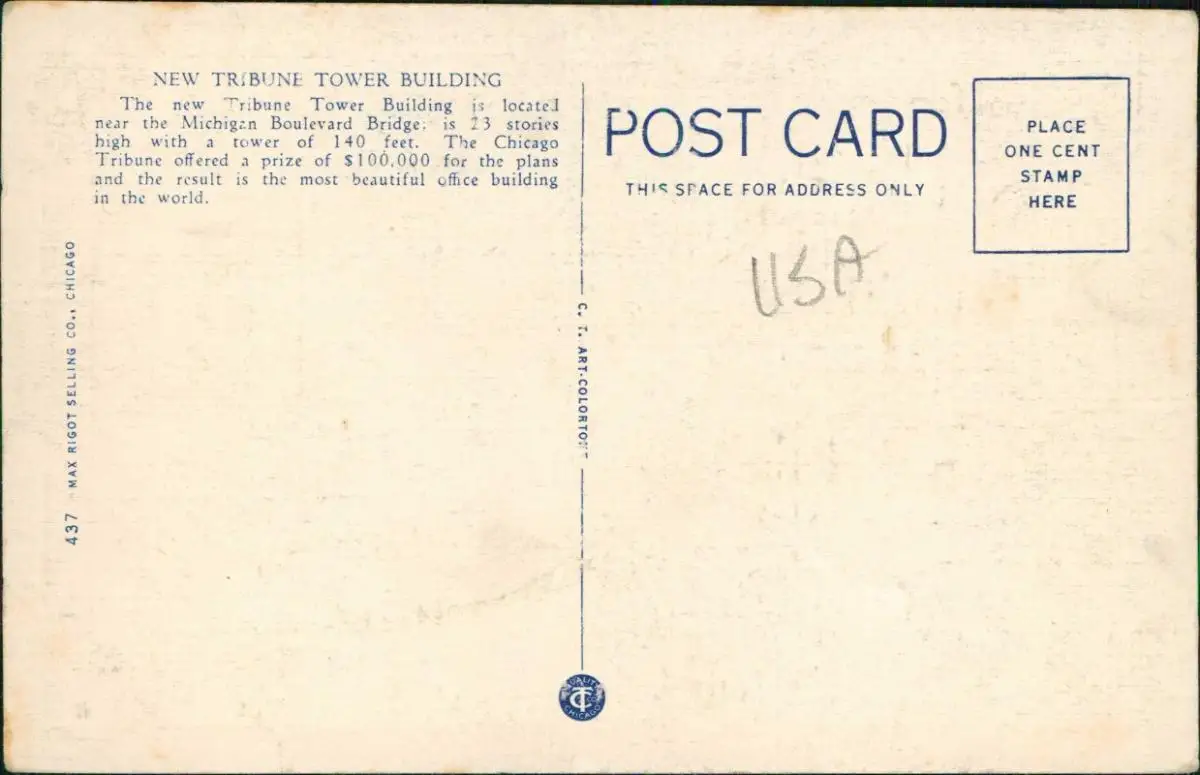 NEW TRIBUNE TOWER BUILDING
The new Tribune Tower Building is located
near the Michigan Boulevard Bridge; is 23 stories
high with a tower of 140 feet. The Chicago
Tribune offered a prize of $100,000 for the plans
and the result is the most beautiful office building
in the world.
437 MAX RIGOT SELLING CO., CHICAGO
C. T. ART-COLORTONE
POST CARD
THIS SPACE FOR ADDRESS ONLY
PLACE
ONE CENT
STAMP
HERE
USA
CT
CHICAGO